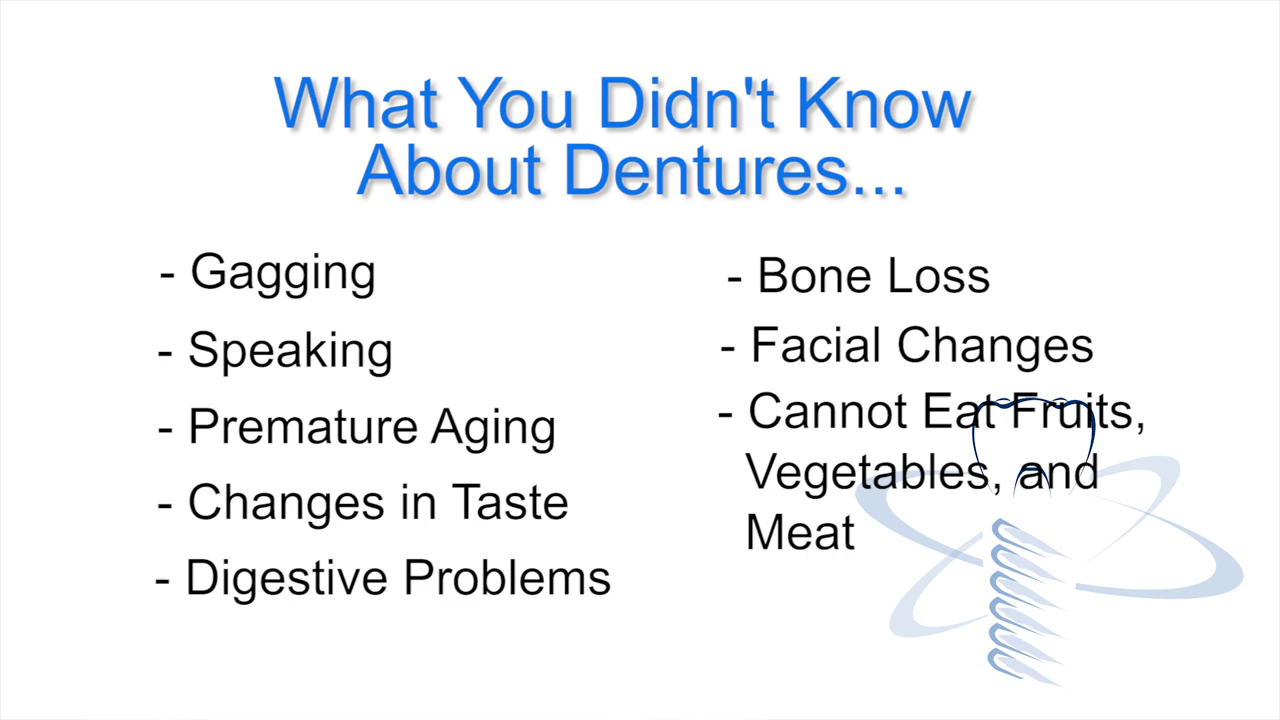 What You Didn't Know
About Dentures...
- Gagging
- Speaking
- Premature Aging
- Changes in Taste
- Digestive Problems
- Bone Loss
- Facial Changes
- Cannot Eat Fruits,
Vegetables, and
Meat